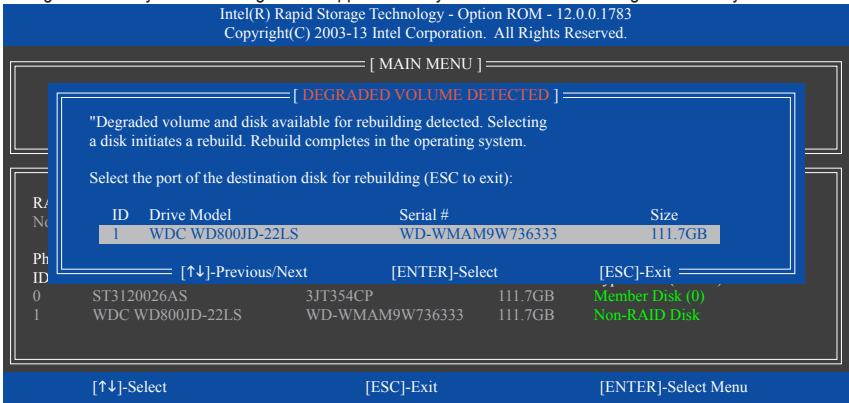 Intel(R) Rapid Storage Technology - Option ROM - 12.0.0.1783
Copyright(C) 2003-13 Intel Corporation.  All Rights Reserved.
[ MAIN MENU ]
[ DEGRADED VOLUME DETECTED ]
"Degraded volume and disk available for rebuilding detected. Selecting
a disk initiates a rebuild. Rebuild completes in the operating system.
Select the port of the destination disk for rebuilding (ESC to exit):
ID Drive Model Serial # Size
1 WDC WD800JD-22LS WD-WMAM9W736333 111.7GB
[↑↓]-Previous/Next [ENTER]-Select [ESC]-Exit
ID
0 ST3120026AS 3JT354CP 111.7GB Member Disk (0)
1 WDC WD800JD-22LS WD-WMAM9W736333 111.7GB Non-RAID Disk
[↑↓]-Select [ESC]-Exit [ENTER]-Select Menu